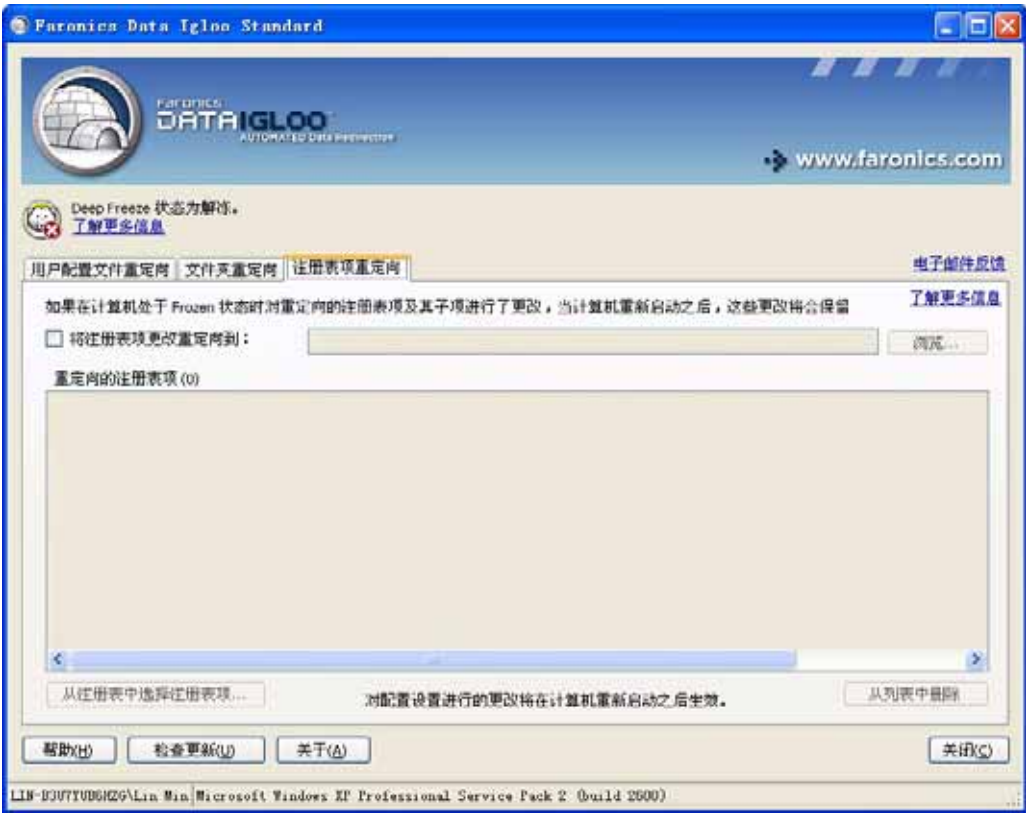 Faronics Data Igloo Standard
Faronics
DATAIGLOO
AUTOMATED Data Redirection
www.faronics.com
Deep Freeze 状态为解冻。
了解更多信息
用户配置文件重定向 文件夹重定向 注册表项重定向
电子邮件反馈
如果在计算机处于 Frozen 状态时对重定向的注册表项及其子项进行了更改，当计算机重新启动之后，这些更改将会保留
了解更多信息
将注册表项更改重定向到：
浏览...
重定向的注册表项(0)
从注册表中选择注册表项...
对配置设置进行的更改将在计算机重新启动之后生效。
从列表中删除
帮助(H) 检查更新(U) 关于(A) 关闭(C)
Lin Min Microsoft Windows XP Professional Service Pack 2 (build 2600)